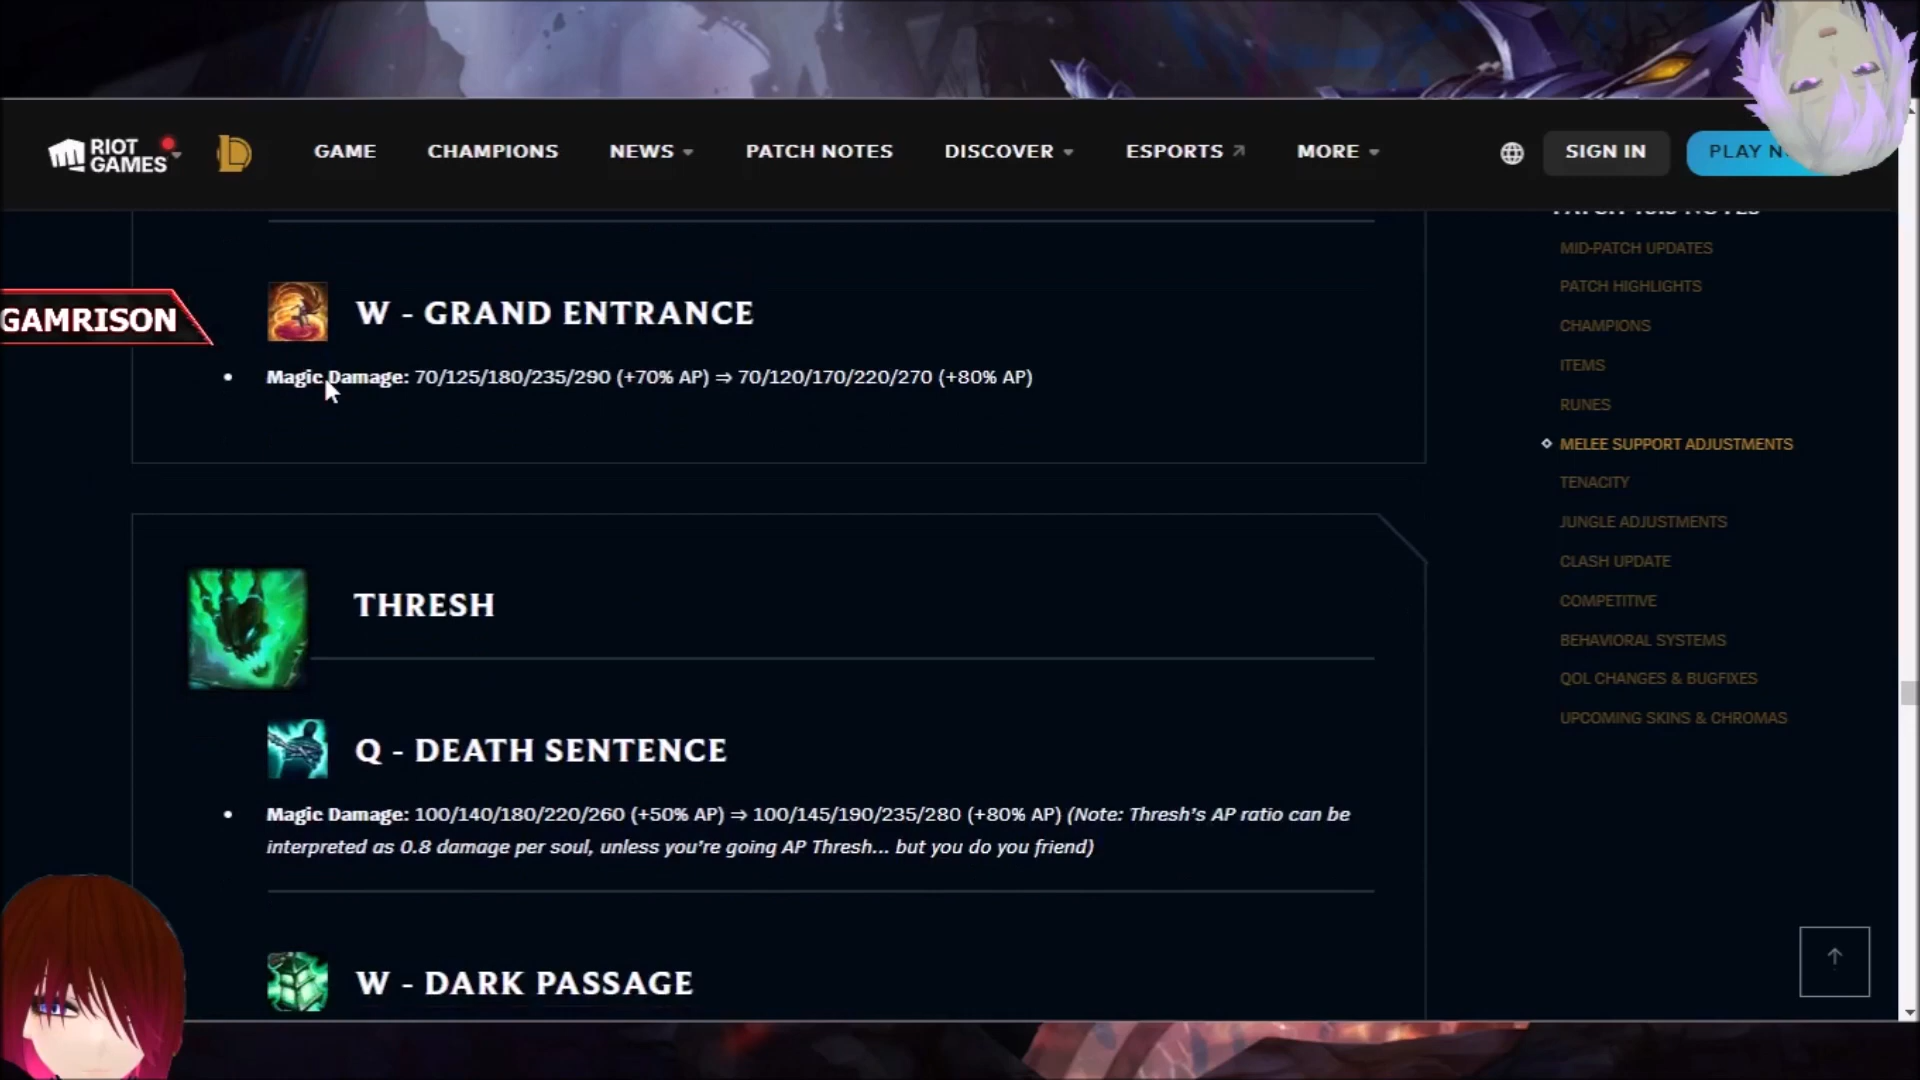 RIOT GAMES
GAME
CHAMPIONS
NEWS
PATCH NOTES
DISCOVER
ESPORTS
MORE
SIGN IN
PLAY
GAMRISON
W - GRAND ENTRANCE
Magic Damage: 70/125/180/235/290 (+70% AP) ⇒ 70/120/170/220/270 (+80% AP)
THRESH
Q - DEATH SENTENCE
Magic Damage: 100/140/180/220/260 (+50% AP) ⇒ 100/145/190/235/280 (+80% AP) (Note: Thresh's AP ratio can be
interpreted as 0.8 damage per soul, unless you're going AP Thresh... but you do you friend)
W - DARK PASSAGE
NOTES
MID-PATCH UPDATES
PATCH HIGHLIGHTS
CHAMPIONS
ITEMS
RUNES
MELEE SUPPORT ADJUSTMENTS
TENACITY
JUNGLE ADJUSTMENTS
CLASH UPDATE
COMPETITIVE
BEHAVIORAL SYSTEMS
QOL CHANGES & BUGFIXES
UPCOMING SKINS & CHROMAS